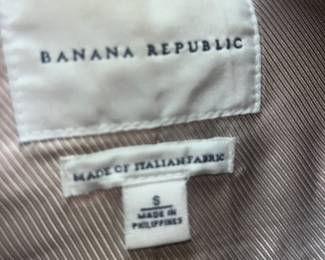 BANANA REPUBLIC
MADE OF ITALIAN FABRIC
S
MADE IN
PHILIPPINES